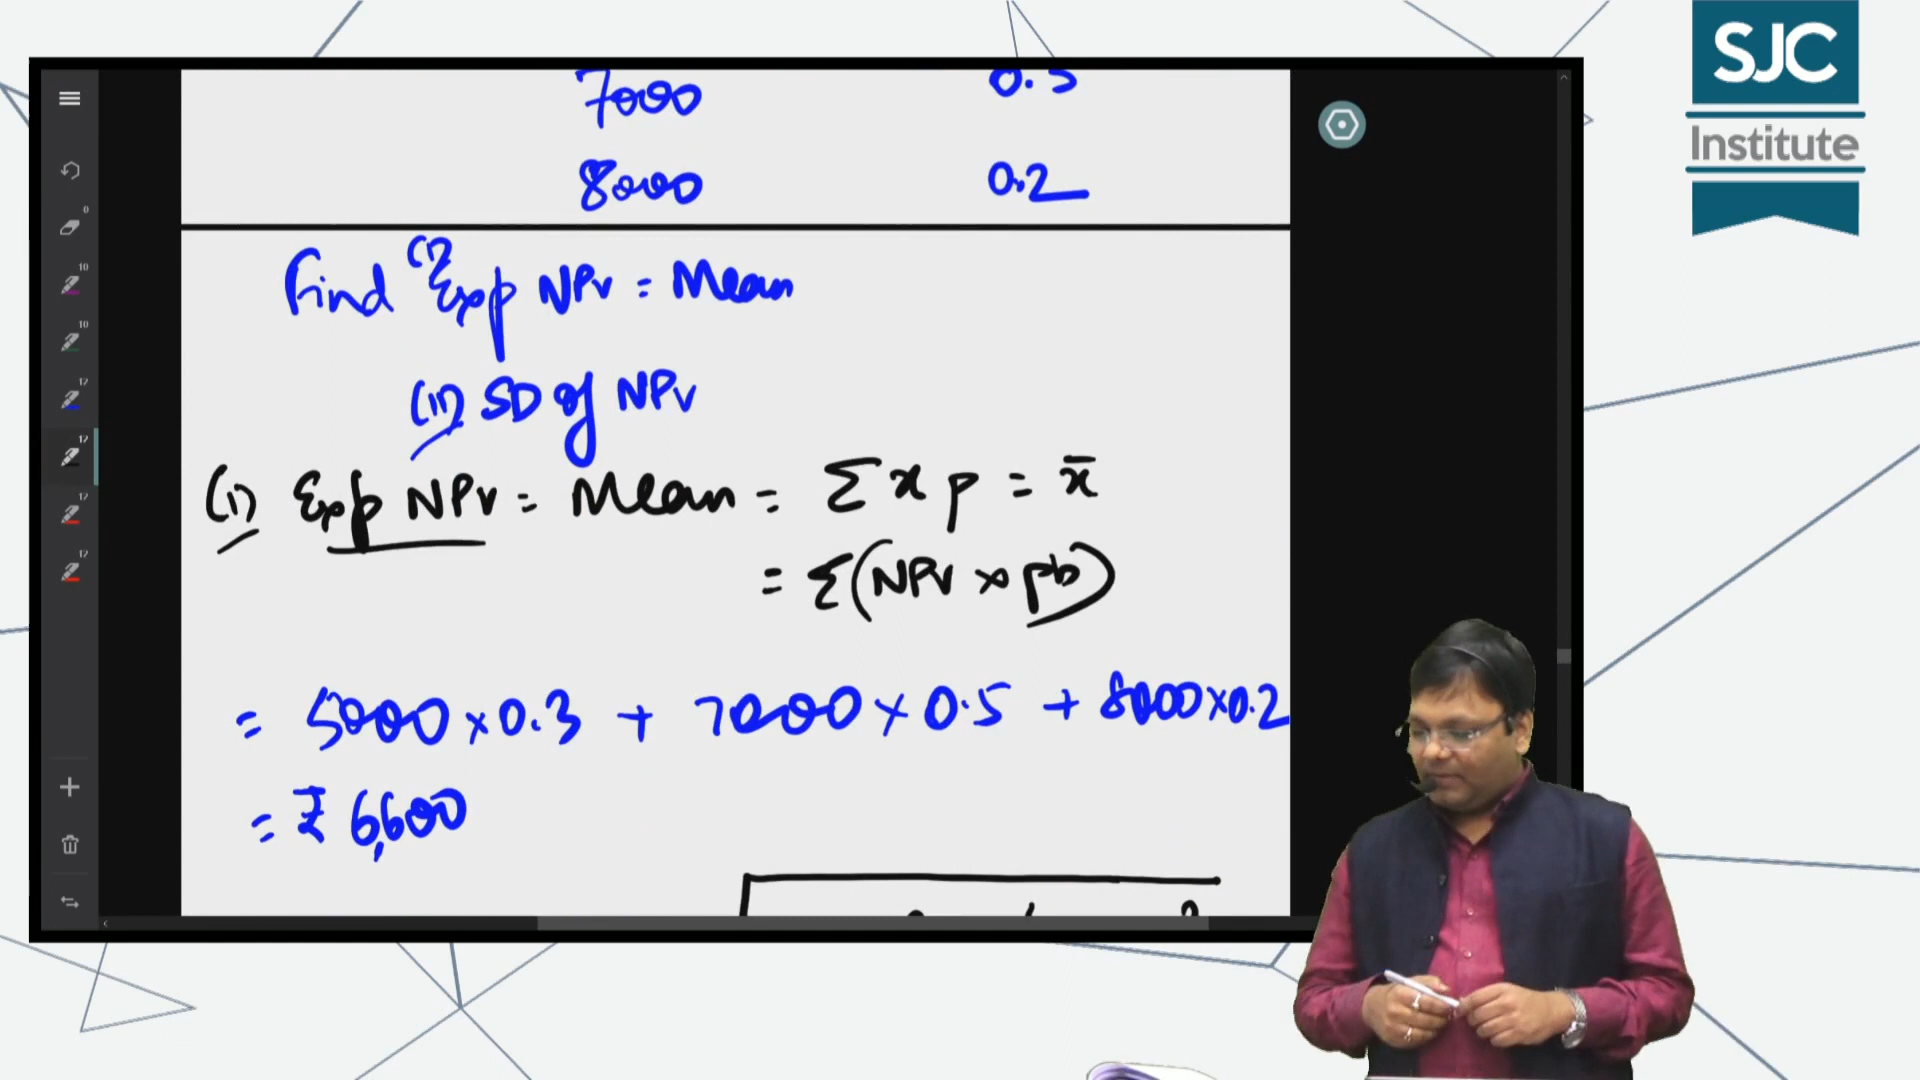 SJC
Institute
7000 0.5
8000 0.2
Find (i) Exp NPV = Mean
(ii) SD of NPV
(i) Exp NPV = Mean = Σ x p = x̄
= Σ(NPV × pb)
= 5000 × 0.3 + 7000 × 0.5 + 8000 × 0.2
= ₹ 6,600